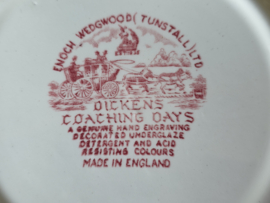 ENOCH WEDGWOOD (TUNSTALL) LTD
DICKENS
COACHING DAYS
A GENUINE HAND ENGRAVING
DECORATED UNDERGLAZE
DETERGENT AND ACID
RESISTING COLOURS
MADE IN ENGLAND